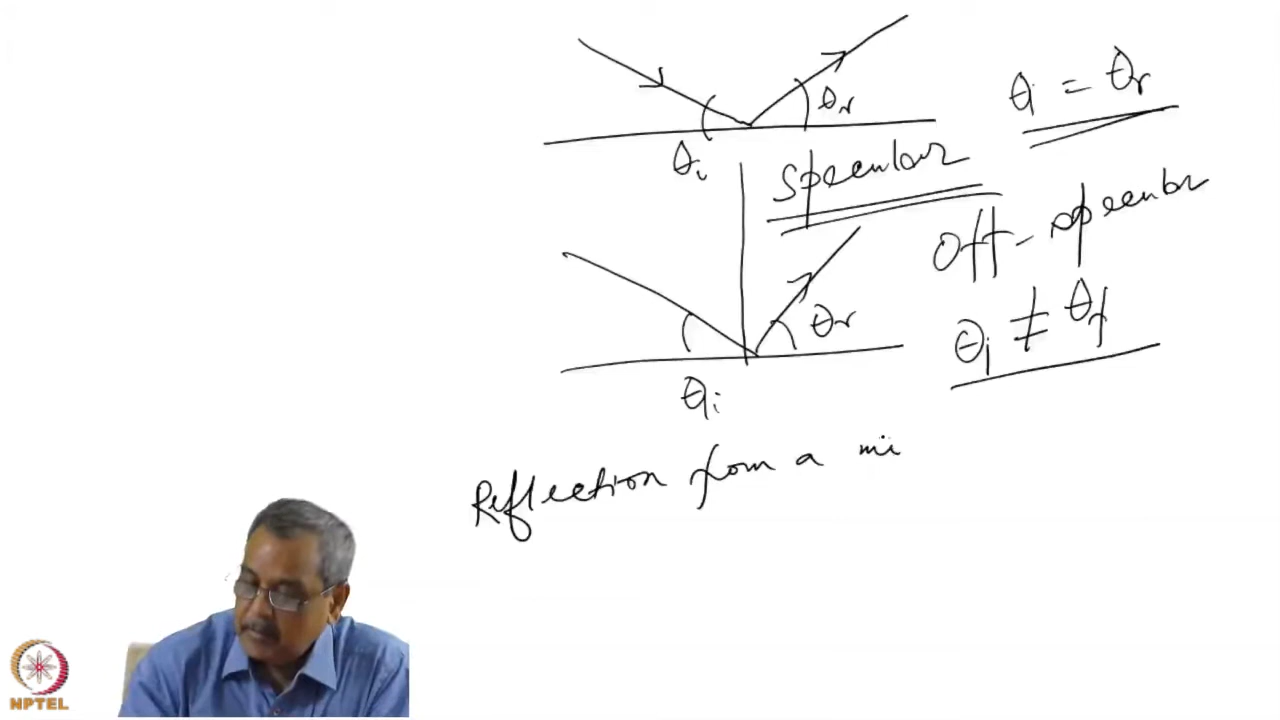 θr
θi = θr
θi
Specular
Off-specular
θr
θi ≠ θf
θi
Reflection from a mi
NPTEL